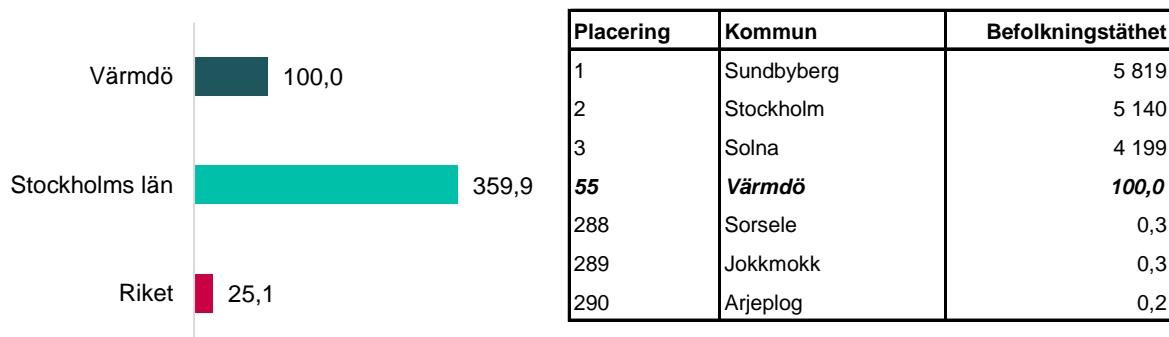 Värmdö 100,0
Stockholms län 359,9
Riket 25,1
Placering Kommun Befolkningstäthet
1 Sundbyberg 5 819
2 Stockholm 5 140
3 Solna 4 199
55 Värmdö 100,0
288 Sorsele 0,3
289 Jokkmokk 0,3
290 Arjeplog 0,2